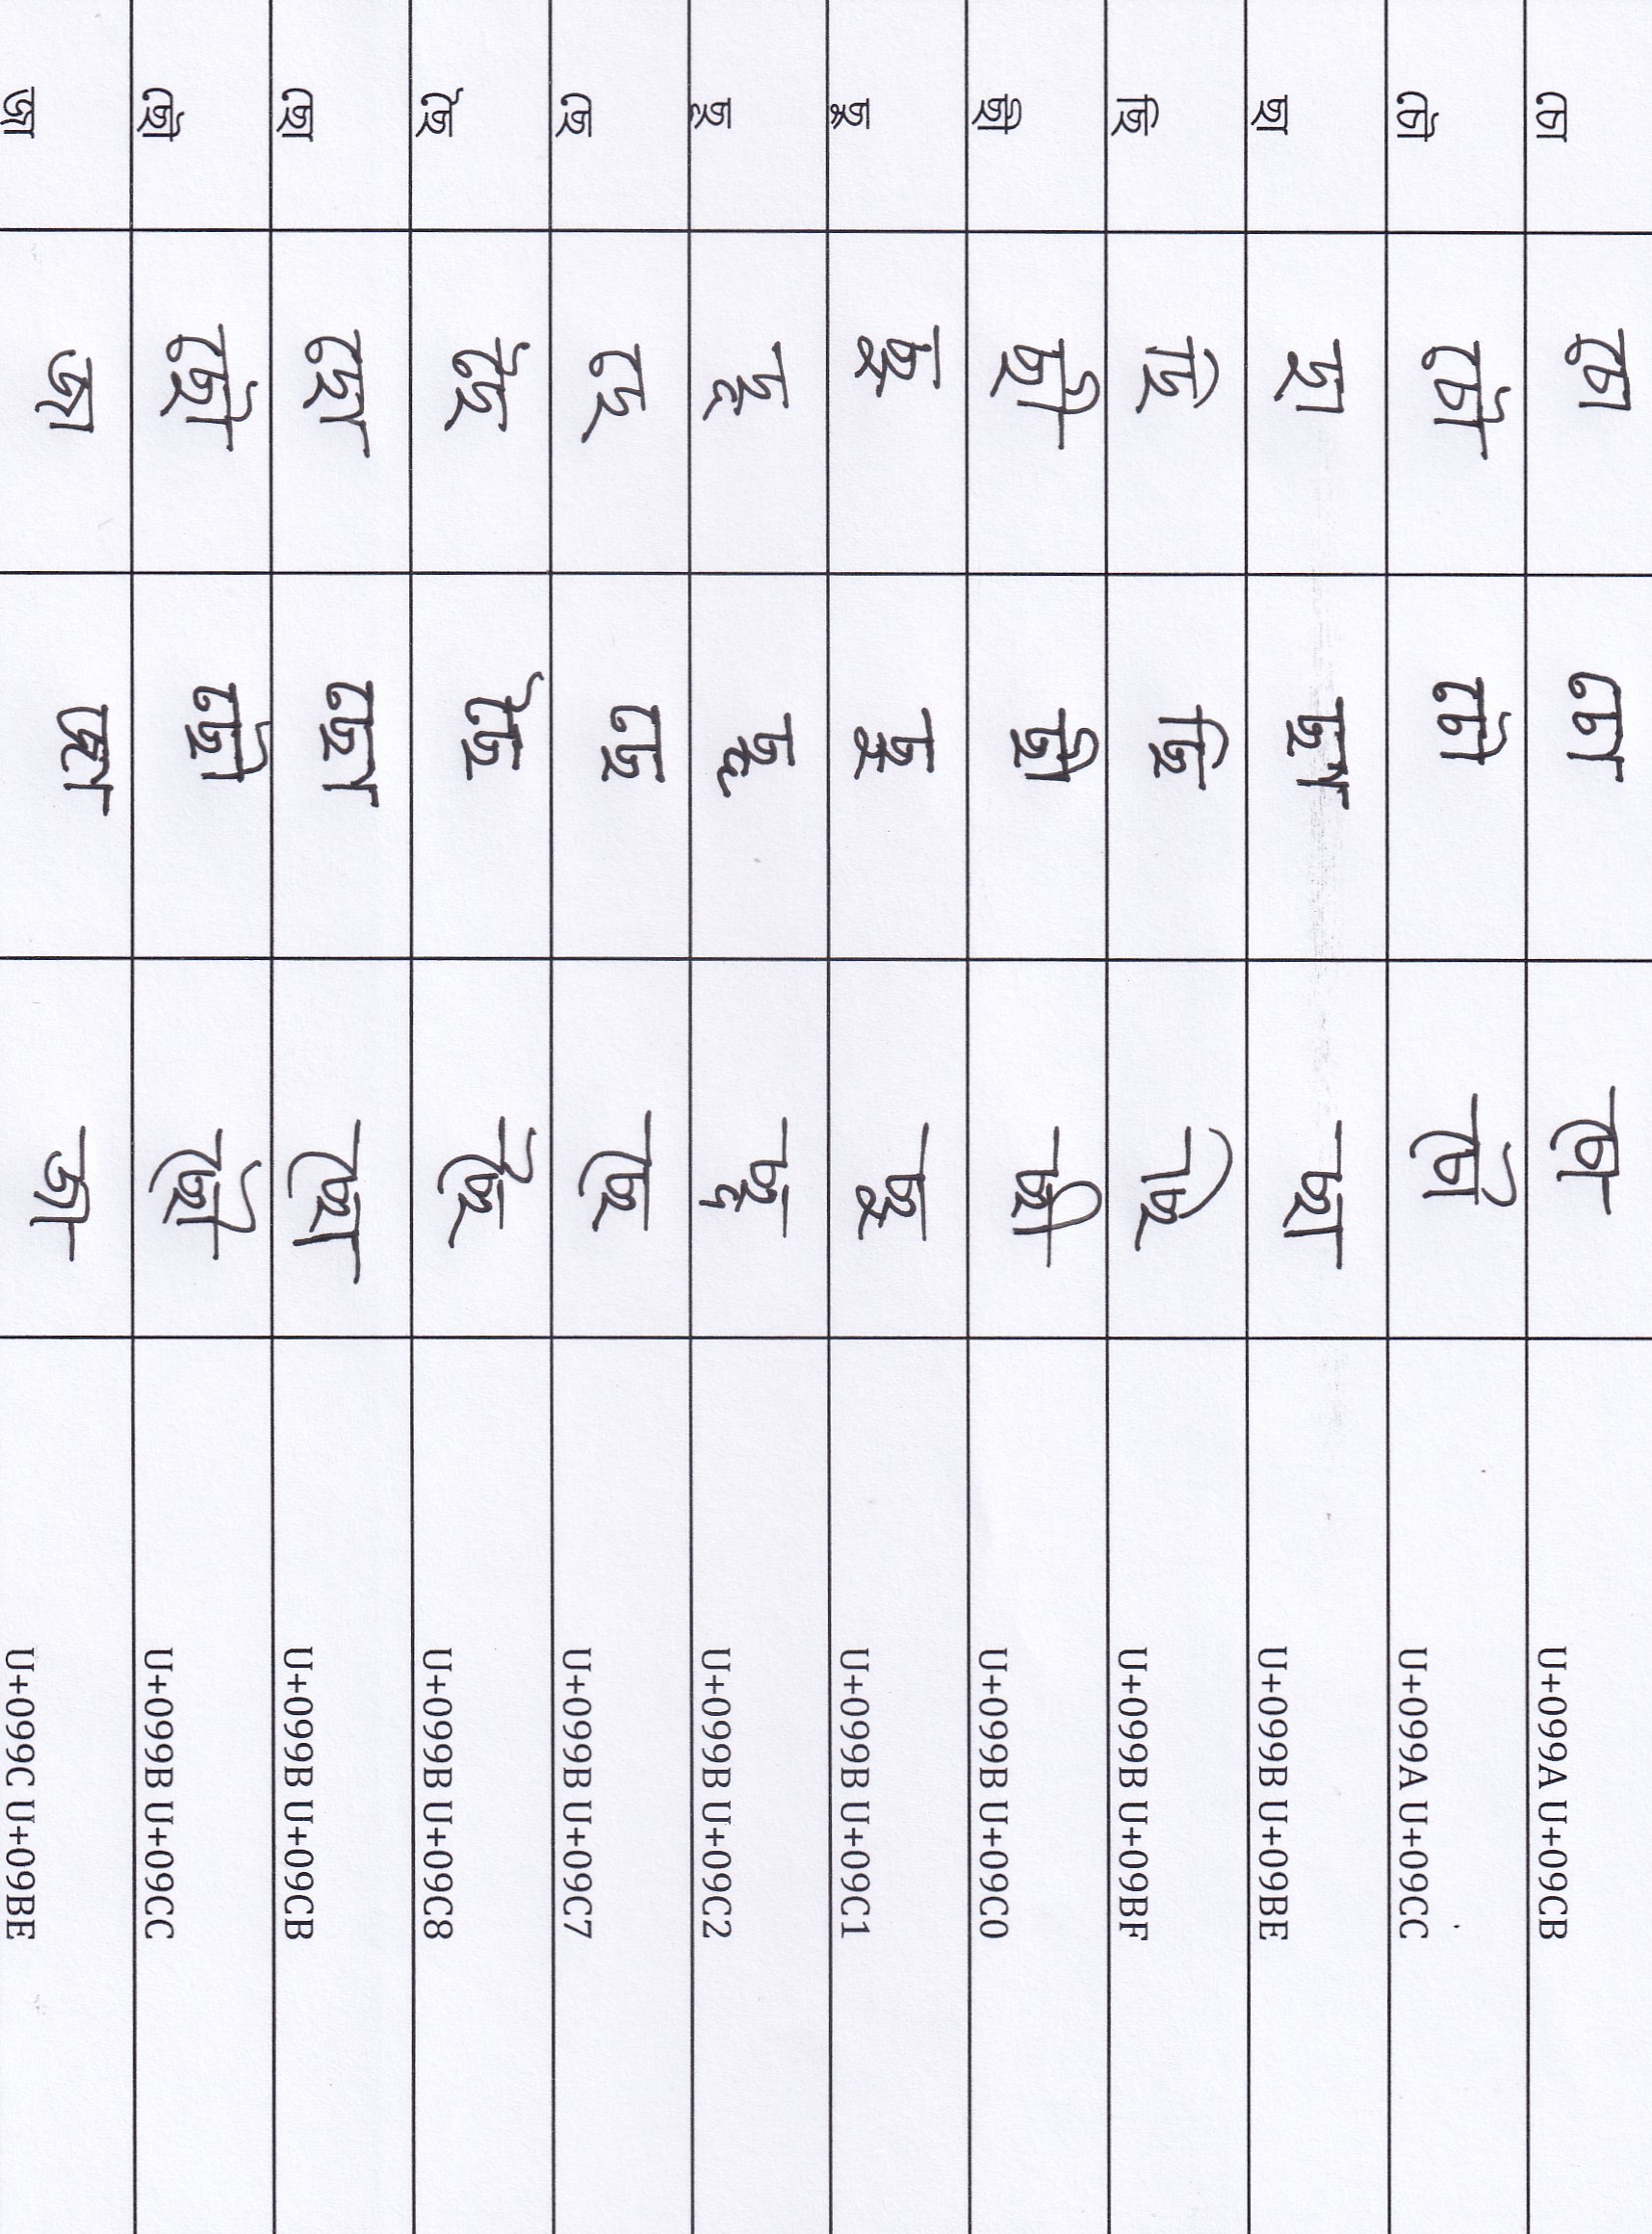 চো চো চো চো U+099A U+09CB
চৌ চৌ চৌ চৌ U+099A U+09CC
ছা ছা ছা ছা U+099B U+09BE
ছি ছি ছি ছি U+099B U+09BF
ছী ছী ছী ছী U+099B U+09C0
ছু ছু ছু ছু U+099B U+09C1
ছূ ছূ ছূ ছূ U+099B U+09C2
ছে ছে ছে ছে U+099B U+09C7
ছৈ ছৈ ছৈ ছৈ U+099B U+09C8
ছো ছো ছো ছো U+099B U+09CB
ছৌ ছৌ ছৌ ছৌ U+099B U+09CC
জা জা জা জা U+099C U+09BE